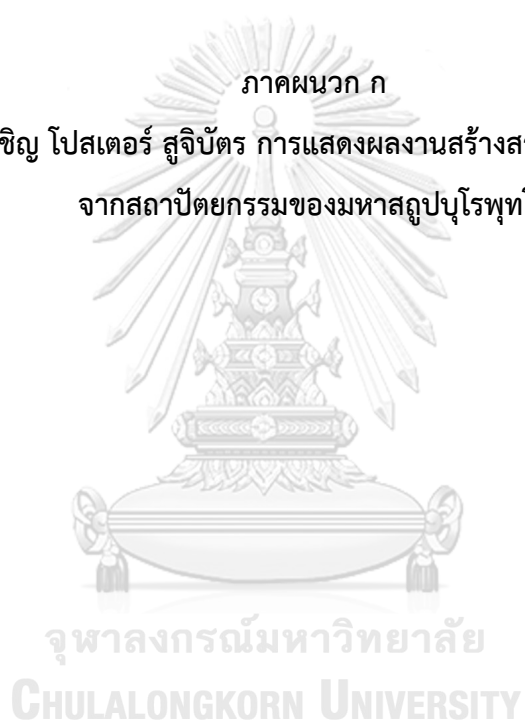 ภาคผนวก ก
ชิญ โปสเตอร์ สูจิบัตร การแสดงผลงานสร้างส
จากสถาปัตยกรรมของมหาสถูปบุโรพุท
จุฬาลงกรณ์มหาวิทยาลัย
CHULALONGKORN UNIVERSITY